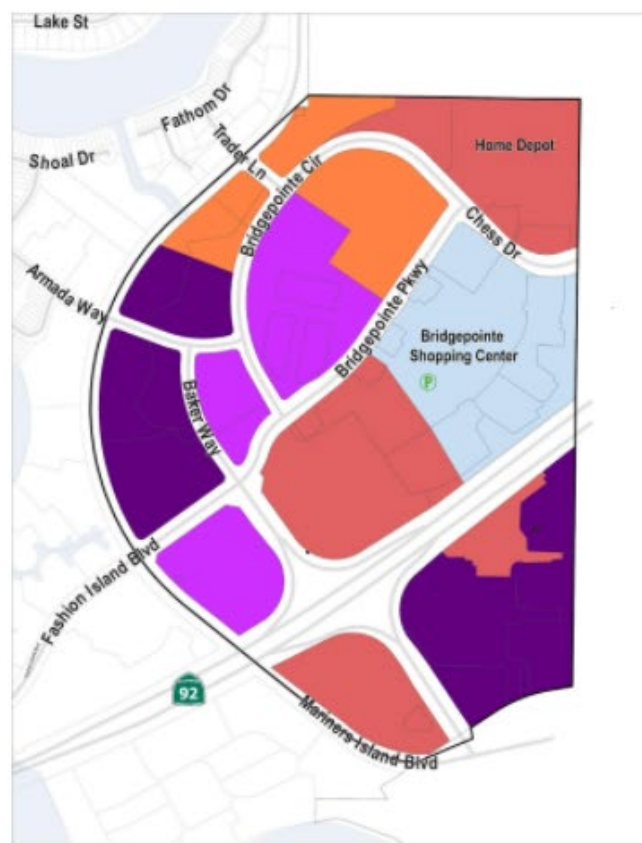 Lake St
Fathom Dr
Shoal Dr
Trader Ln
Bridgepointe Cir
Home Depot
Chess Dr
Armada Way
Bridgepointe Pkwy
Bridgepointe
Shopping Center
P
Baker Way
Fashion Island Blvd
92
Mariners Island Blvd